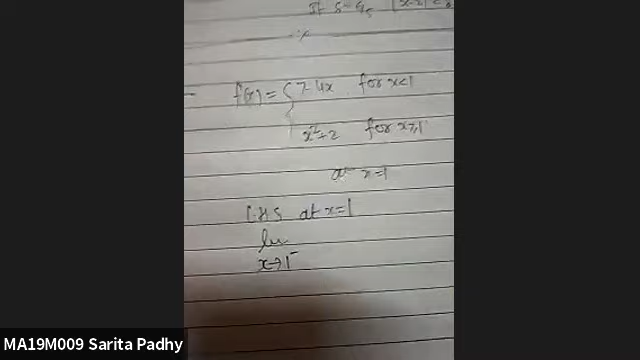 f(x) = { 7-4x for x<1
x²+2 for x≥1
at x=1
LHS at x=1
lim
x→1⁻
MA19M009 Sarita Padhy